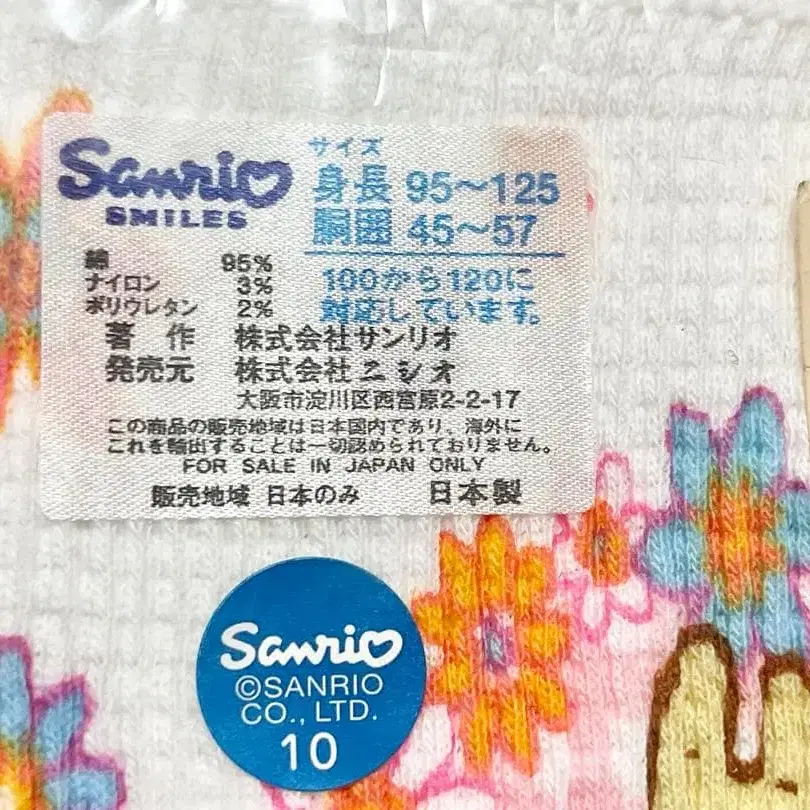 Sanrio
SMILES
サイズ
身長 95〜125
胴囲 45〜57
100から120に
対応しています。
綿 95%
ナイロン 3%
ポリウレタン 2%
著作 株式会社サンリオ
発売元 株式会社ニシオ
大阪市淀川区西宮原2-2-17
この商品の販売地域は日本国内であり、海外に
これを輸出することは一切認められておりません。
FOR SALE IN JAPAN ONLY
販売地域 日本のみ 日本製
Sanrio
©SANRIO
CO., LTD.
10